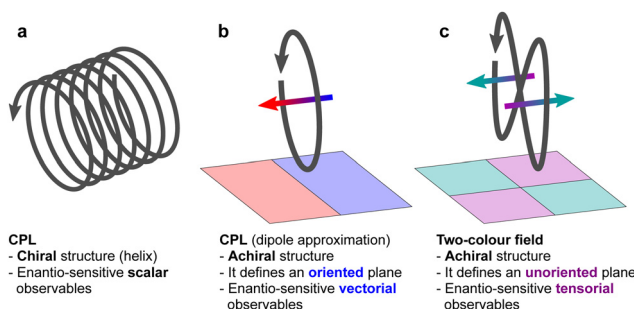 a
CPL
- Chiral structure (helix)
- Enantio-sensitive scalar
observables
b
CPL (dipole approximation)
- Achiral structure
- It defines an oriented plane
- Enantio-sensitive vectorial
observables
c
Two-colour field
- Achiral structure
- It defines an unoriented plane
- Enantio-sensitive tensorial
observables